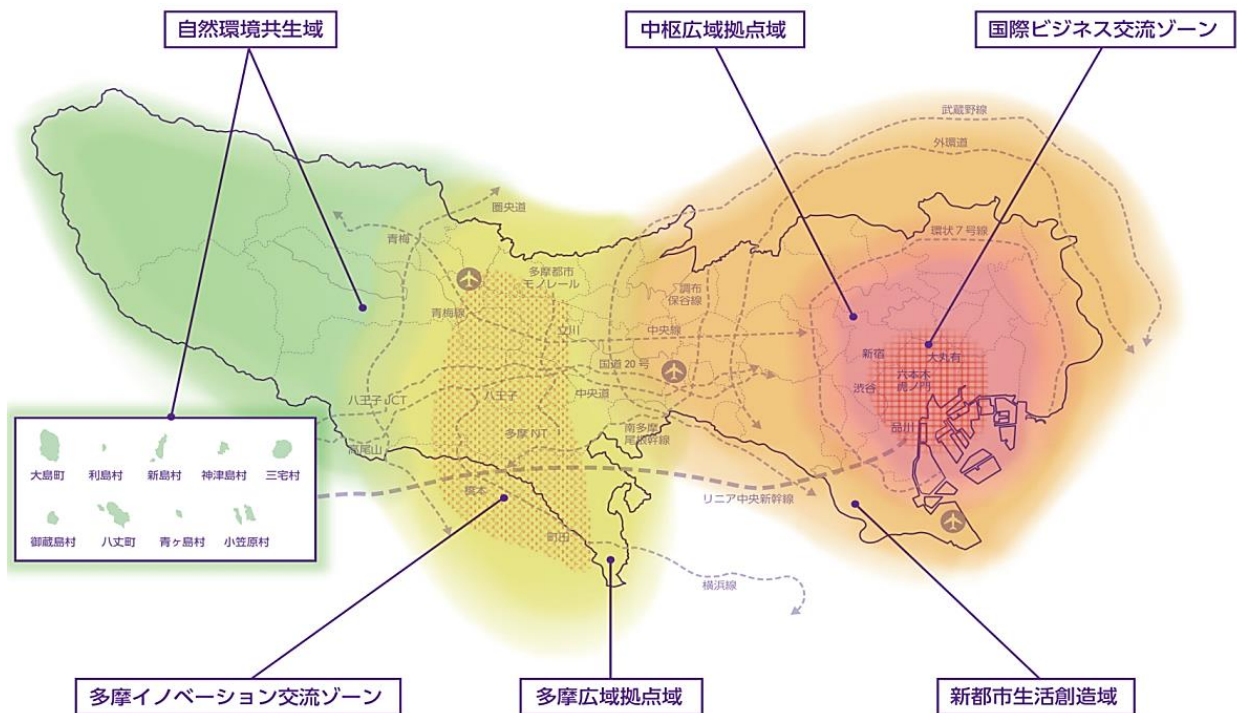 自然環境共生域
中枢広域拠点域
国際ビジネス交流ゾーン
武蔵野線
外環道
圏央道
環状7号線
青梅
多摩都市
モノレール
調布
保谷線
青梅線
立川
中央線
新宿
大丸有
国道20号
六本木
虎ノ門
渋谷
八王子JCT
八王子
中央道
品川
多摩NT
南多摩
尾根幹線
高尾山
大島町
利島村
新島村
神津島村
三宅村
橋本
リニア中央新幹線
御蔵島村
八丈町
青ヶ島村
小笠原村
町田
横浜線
多摩イノベーション交流ゾーン
多摩広域拠点域
新都市生活創造域